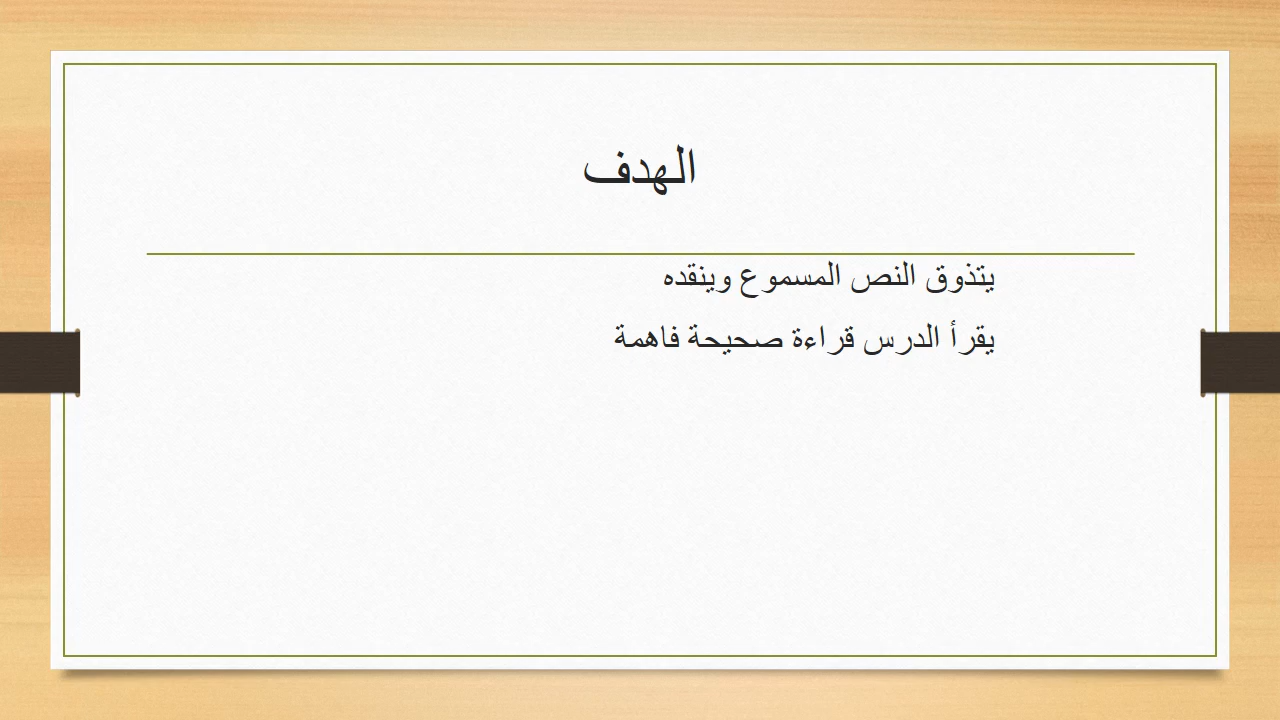 الهدف
يتذوق النص المسموع وينقده
يقرأ الدرس قراءة صحيحة فاهمة